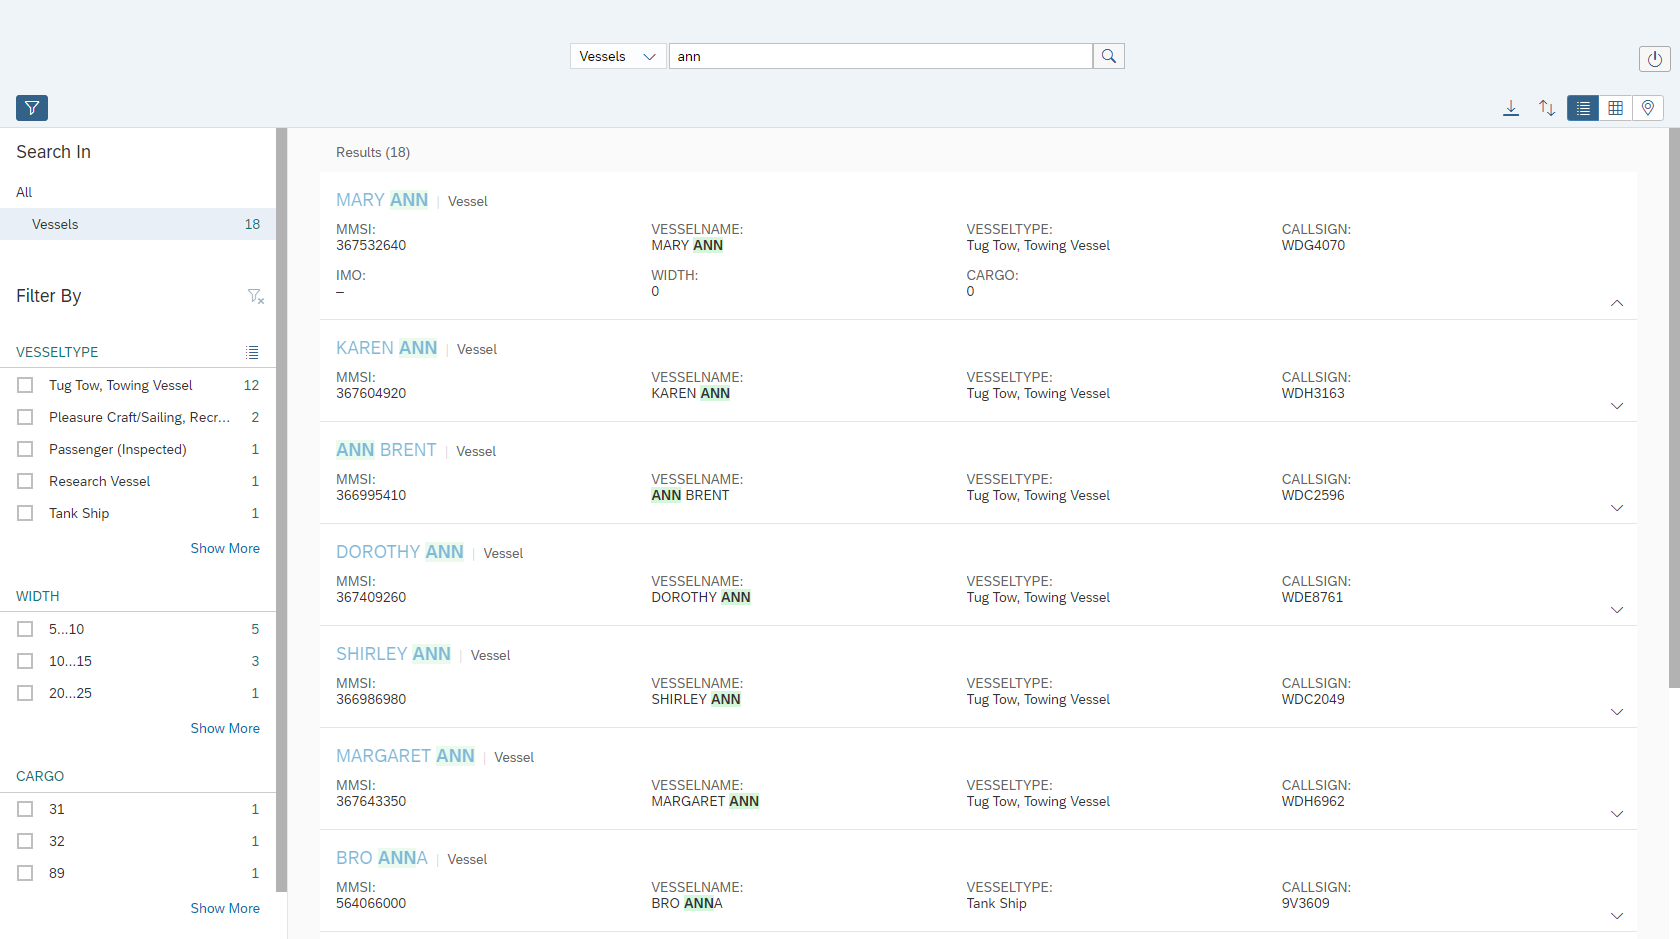 Vessels
ann
Search In
All
Vessels 18
Filter By
VESSELTYPE
Tug Tow, Towing Vessel 12
Pleasure Craft/Sailing, Recr... 2
Passenger (Inspected) 1
Research Vessel 1
Tank Ship 1
Show More
WIDTH
5...10 5
10...15 3
20...25 1
Show More
CARGO
31 1
32 1
89 1
Show More
Results (18)
MARY ANN | Vessel
MMSI: VESSELNAME: VESSELTYPE: CALLSIGN:
367532640 MARY ANN Tug Tow, Towing Vessel WDG4070
IMO: WIDTH: CARGO:
– 0 0
KAREN ANN | Vessel
MMSI: VESSELNAME: VESSELTYPE: CALLSIGN:
367604920 KAREN ANN Tug Tow, Towing Vessel WDH3163
ANN BRENT | Vessel
MMSI: VESSELNAME: VESSELTYPE: CALLSIGN:
366995410 ANN BRENT Tug Tow, Towing Vessel WDC2596
DOROTHY ANN | Vessel
MMSI: VESSELNAME: VESSELTYPE: CALLSIGN:
367409260 DOROTHY ANN Tug Tow, Towing Vessel WDE8761
SHIRLEY ANN | Vessel
MMSI: VESSELNAME: VESSELTYPE: CALLSIGN:
366986980 SHIRLEY ANN Tug Tow, Towing Vessel WDC2049
MARGARET ANN | Vessel
MMSI: VESSELNAME: VESSELTYPE: CALLSIGN:
367643350 MARGARET ANN Tug Tow, Towing Vessel WDH6962
BRO ANNA | Vessel
MMSI: VESSELNAME: VESSELTYPE: CALLSIGN:
564066000 BRO ANNA Tank Ship 9V3609